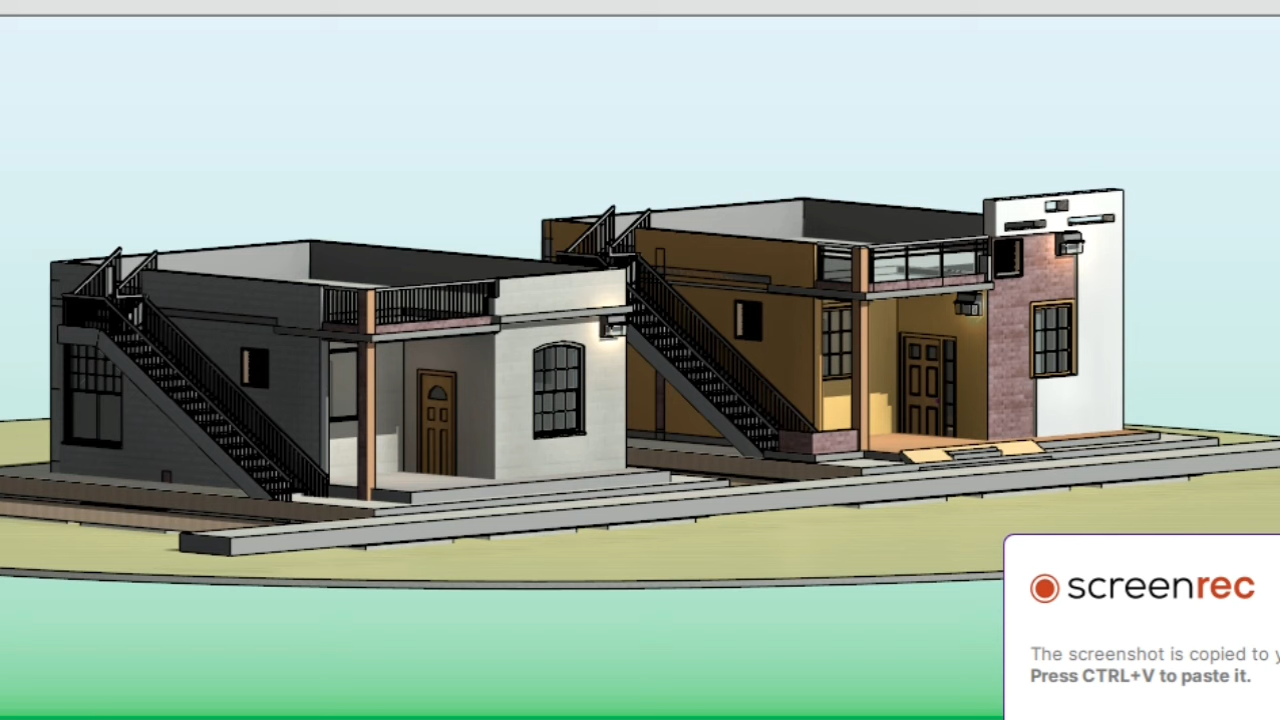 screenrec
The screenshot is copied to
Press CTRL+V to paste it.